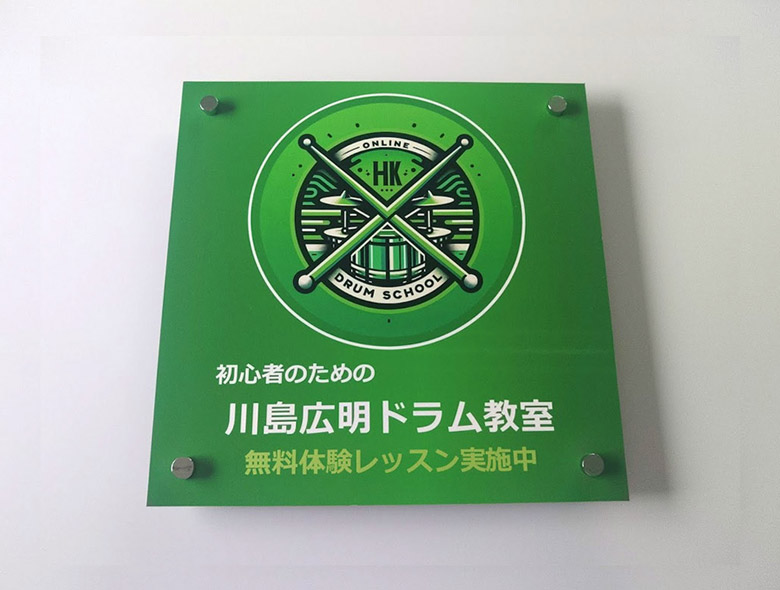 ONLINE
HK
DRUM SCHOOL
初心者のための
川島広明ドラム教室
無料体験レッスン実施中